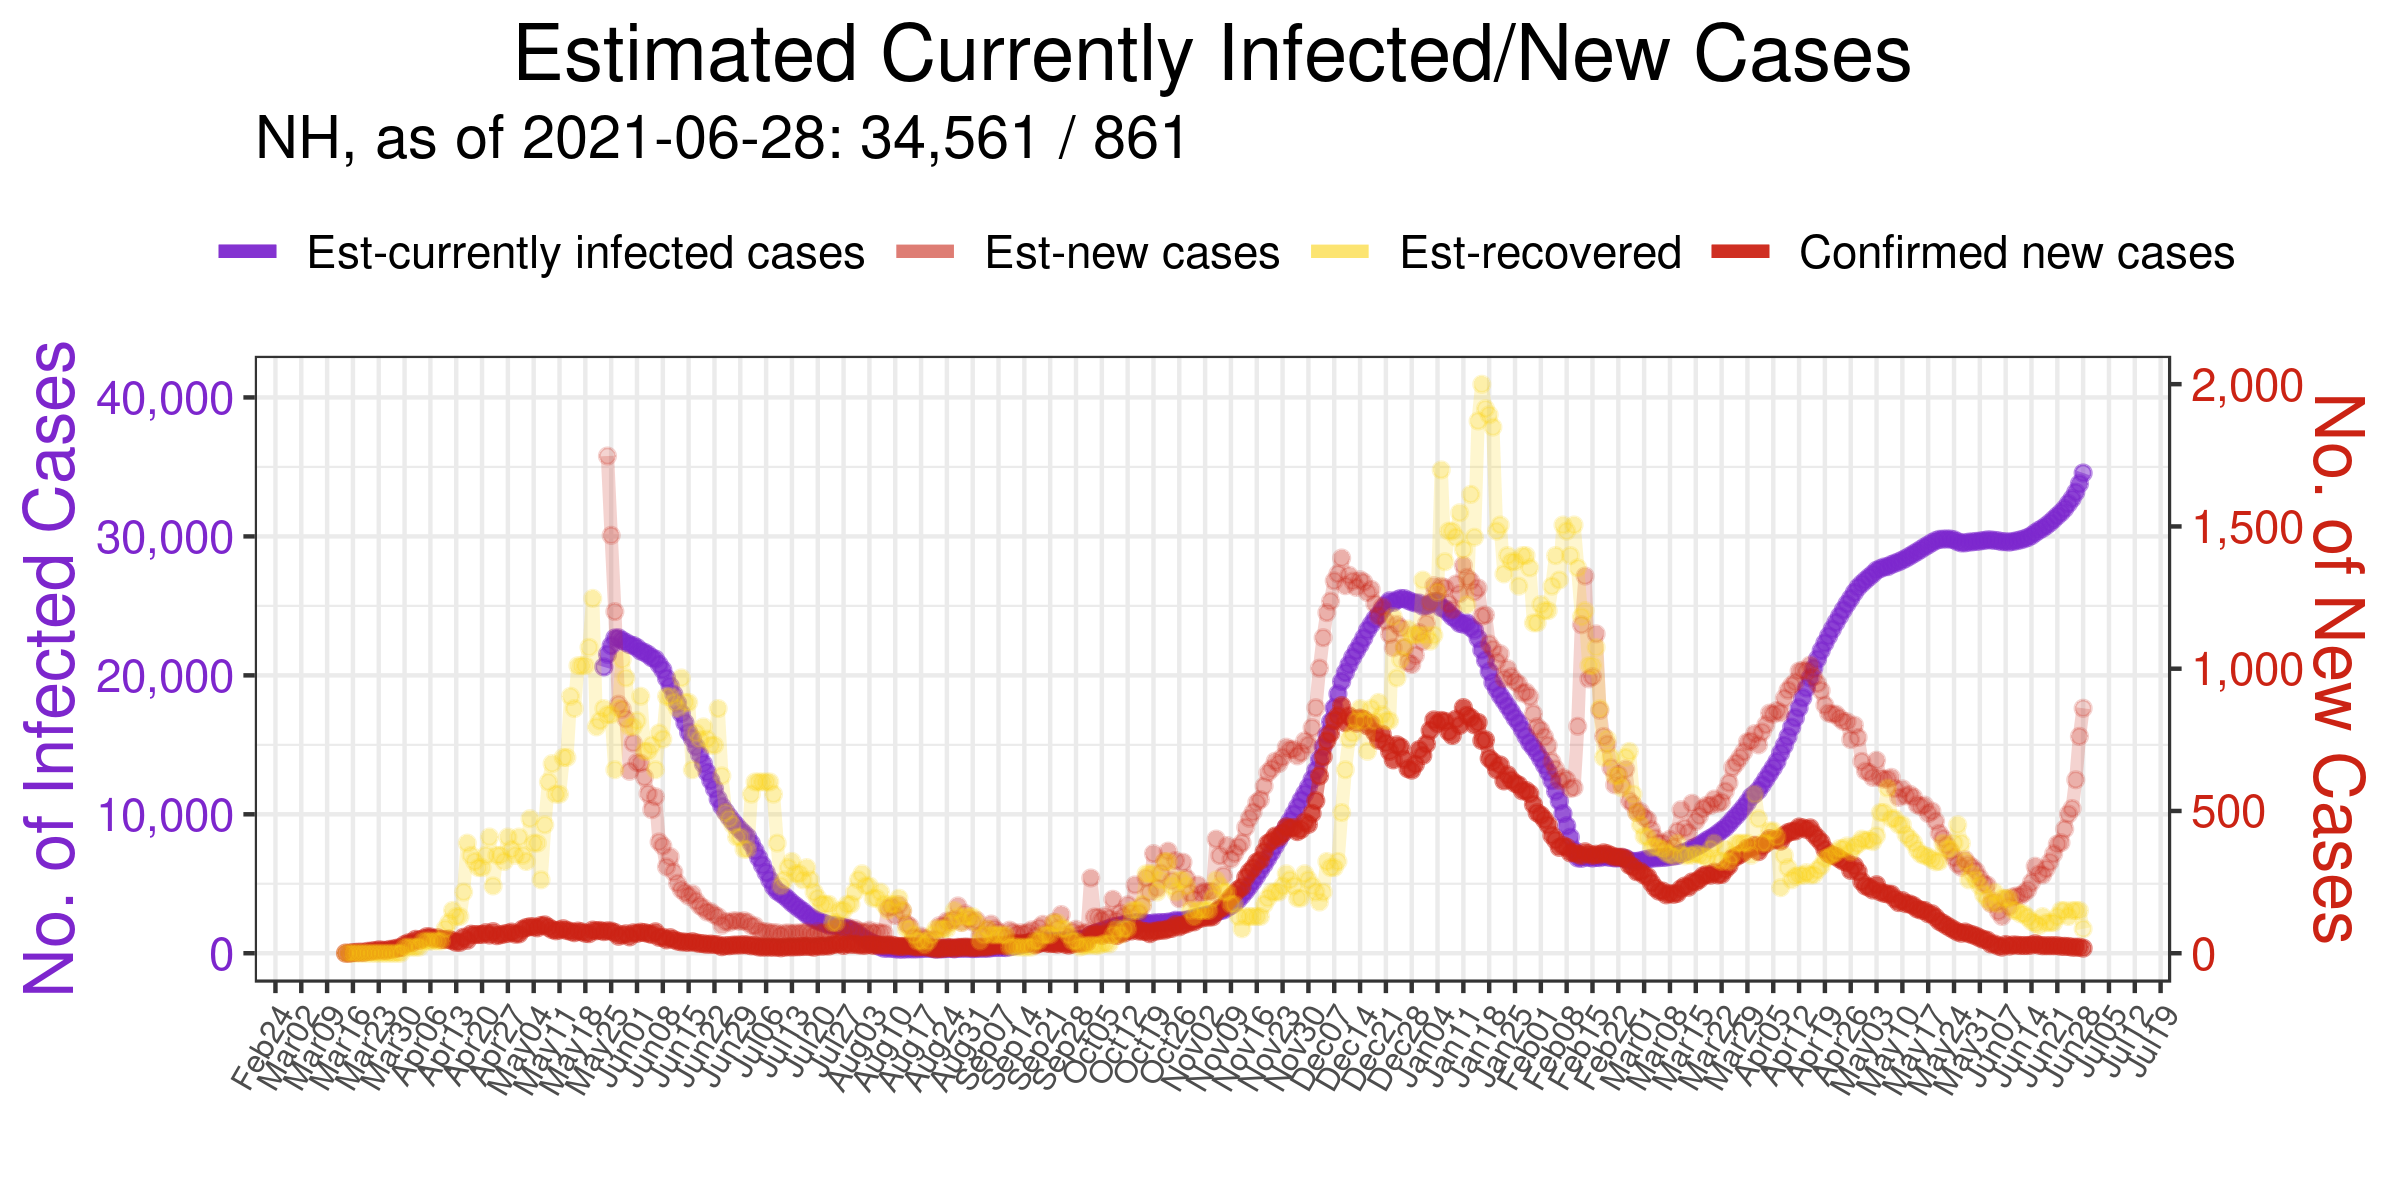 Estimated Currently Infected/New Cases
NH, as of 2021-06-28: 34,561 / 861
Est-currently infected cases
Est-new cases
Est-recovered
Confirmed new cases
No. of Infected Cases
40,000
30,000
20,000
10,000
0
2,000
1,500
1,000
500
0
No. of New Cases
Feb24
Mar02
Mar09
Mar16
Mar23
Mar30
Apr06
Apr13
Apr20
Apr27
May04
May11
May18
May25
Jun01
Jun08
Jun15
Jun22
Jun29
Jul06
Jul13
Jul20
Jul27
Aug03
Aug10
Aug17
Aug24
Aug31
Sep07
Sep14
Sep21
Sep28
Oct05
Oct12
Oct19
Oct26
Nov02
Nov09
Nov16
Nov23
Nov30
Dec07
Dec14
Dec21
Dec28
Dec04
Jan11
Jan18
Jan25
Feb01
Feb08
Feb15
Feb22
Mar01
Mar08
Mar15
Mar22
Mar29
Apr05
Apr12
Apr19
Apr26
May03
May10
May17
May24
May31
May07
Jun14
Jun21
Jun28
Jul05
Jul12
Jul19